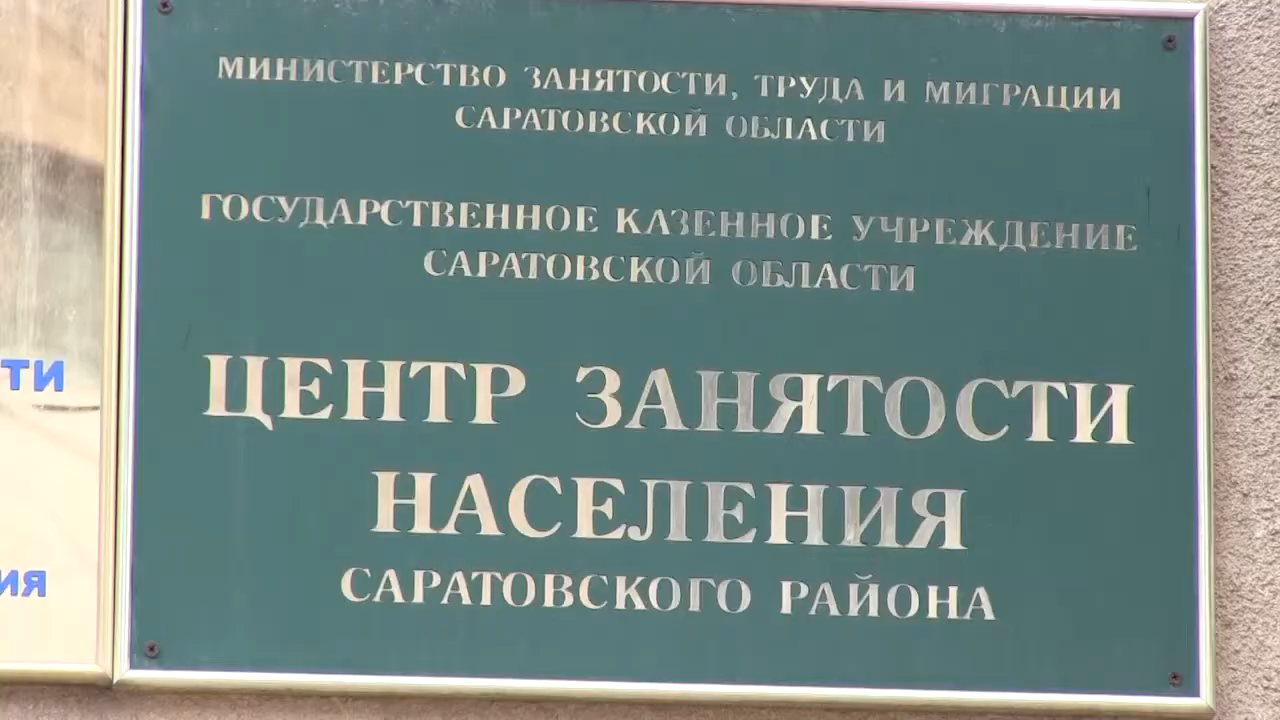 МИНИСТЕРСТВО ЗАНЯТОСТИ, ТРУДА И МИГРАЦИИ
САРАТОВСКОЙ ОБЛАСТИ
ГОСУДАРСТВЕННОЕ КАЗЕННОЕ УЧРЕЖДЕНИЕ
САРАТОВСКОЙ ОБЛАСТИ
ЦЕНТР ЗАНЯТОСТИ
НАСЕЛЕНИЯ
САРАТОВСКОГО РАЙОНА